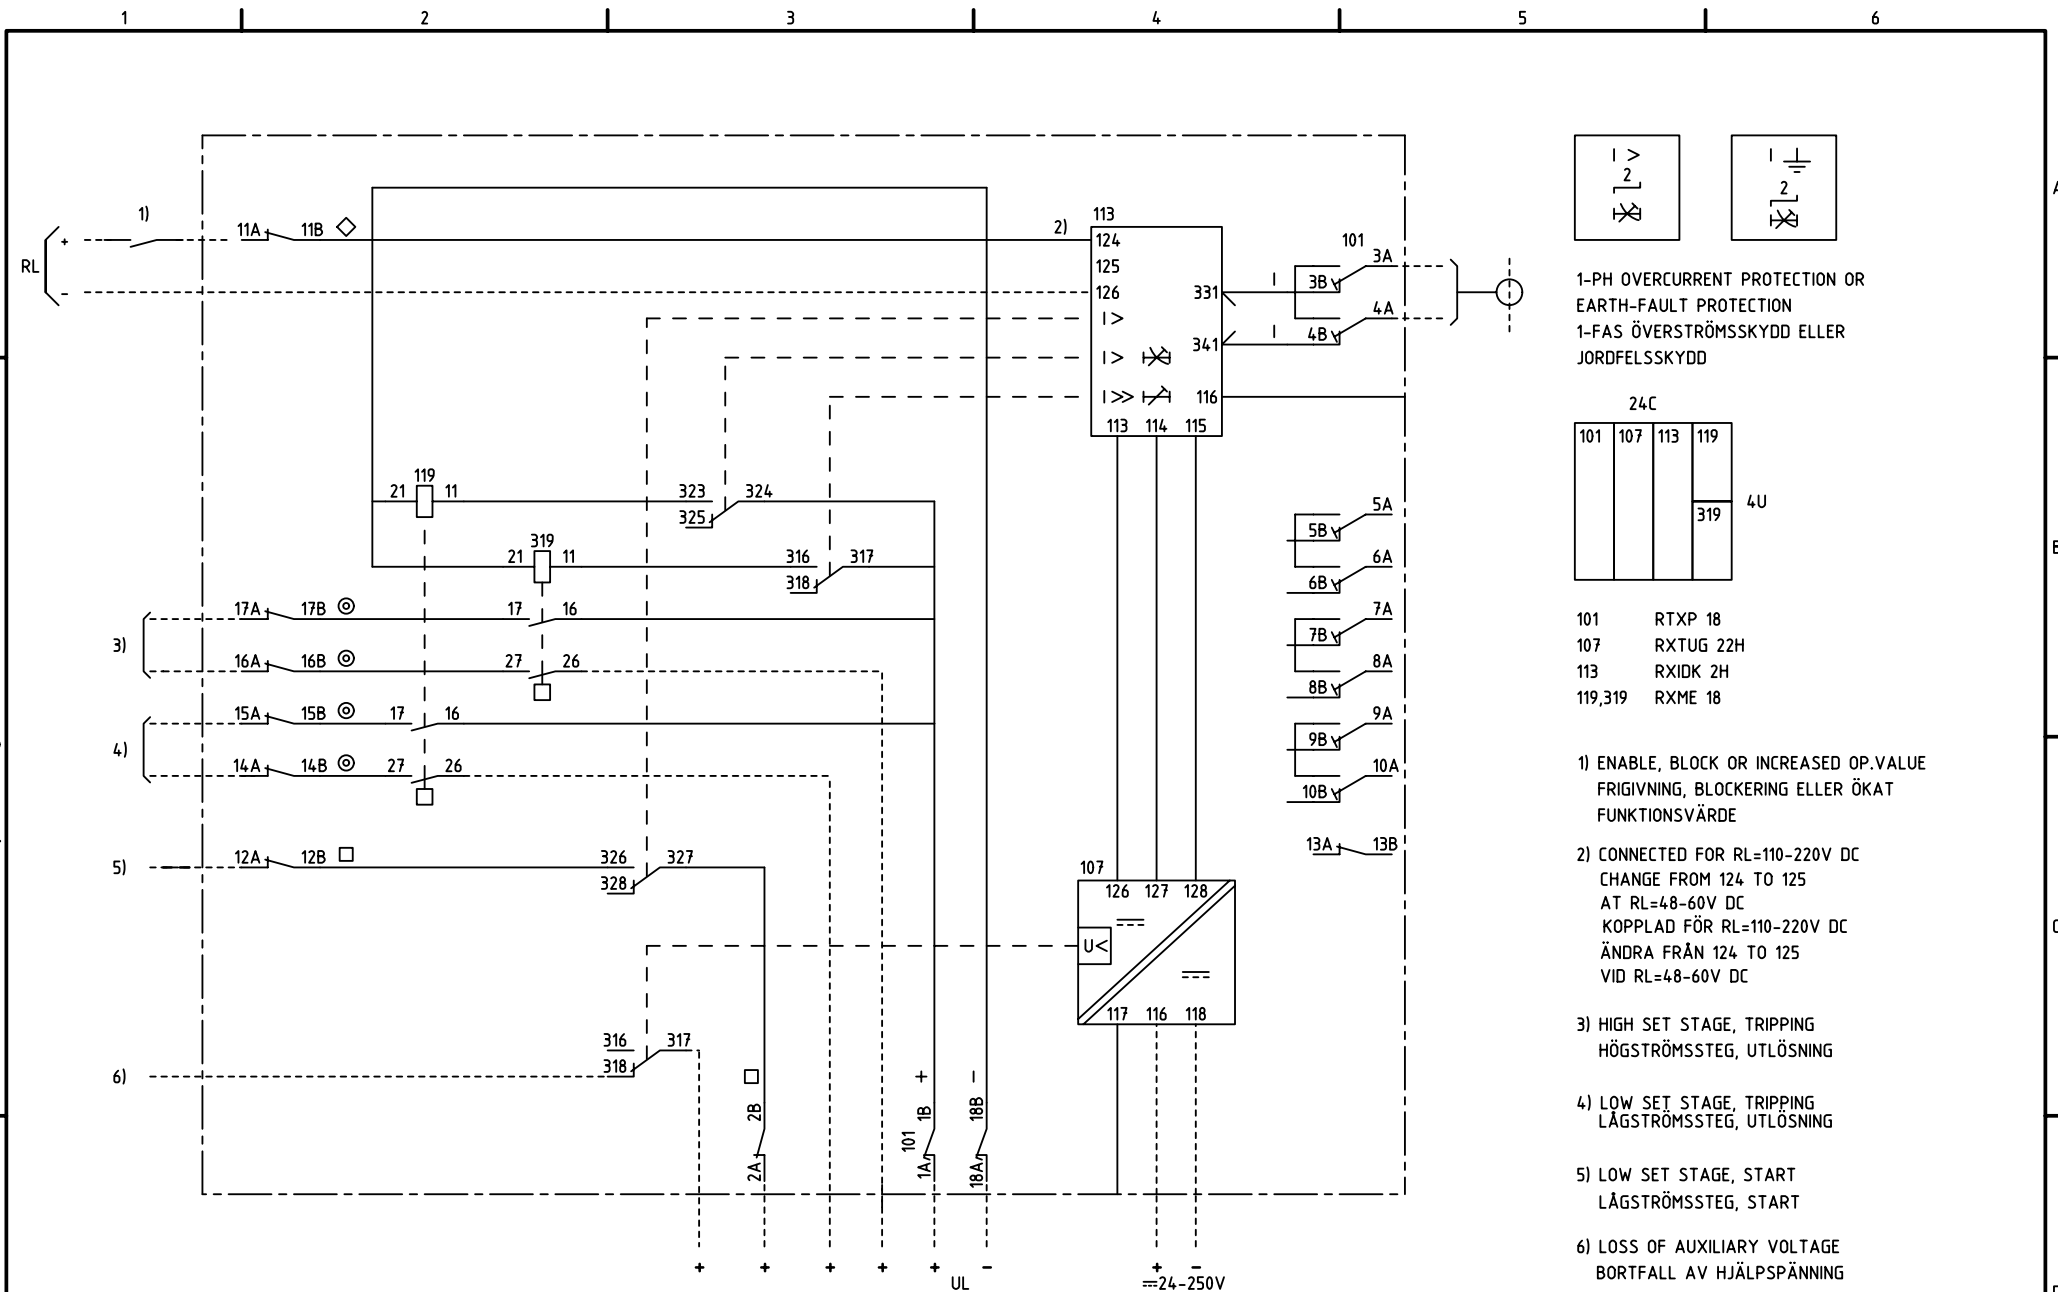 1 2 3 4 5 6
1)
11A 11B
2)
113
RL
+
-
124
125
126
I>
I>
I>>
331
341
116
113 114 115
I
I
101
3A
3B
4A
4B
I >
2
I
2
1-PH OVERCURRENT PROTECTION OR
EARTH-FAULT PROTECTION
1-FAS ÖVERSTRÖMSSKYDD ELLER
JORDFELSSKYDD
24C
101 107 113 119
319
4U
101 RTXP 18
107 RXTUG 22H
113 RXIDK 2H
119,319 RXME 18
119
21 11
323 324
325
319
21 11
316 317
318
3)
17A 17B 17 16
16A 16B 27 26
4)
15A 15B 17 16
14A 14B 27 26
5)
12A 12B
326 327
328
5A
5B
6A
6B
7A
7B
8A
8B
9A
9B
10A
10B
13A 13B
107
126 127 128
U<
117 116 118
316 317
318
6)
2B
2A
+
1B
101
1A
-
18B
18A
+ + + + + -
UL
+ -
24-250V
1) ENABLE, BLOCK OR INCREASED OP.VALUE
FRIGIVNING, BLOCKERING ELLER ÖKAT
FUNKTIONSVÄRDE
2) CONNECTED FOR RL=110-220V DC
CHANGE FROM 124 TO 125
AT RL=48-60V DC
KOPPLAD FÖR RL=110-220V DC
ÄNDRA FRÅN 124 TO 125
VID RL=48-60V DC
3) HIGH SET STAGE, TRIPPING
HÖGSTRÖMSSTEG, UTLÖSNING
4) LOW SET STAGE, TRIPPING
LÅGSTRÖMSSTEG, UTLÖSNING
5) LOW SET STAGE, START
LÅGSTRÖMSSTEG, START
6) LOSS OF AUXILIARY VOLTAGE
BORTFALL AV HJÄLPSPÄNNING